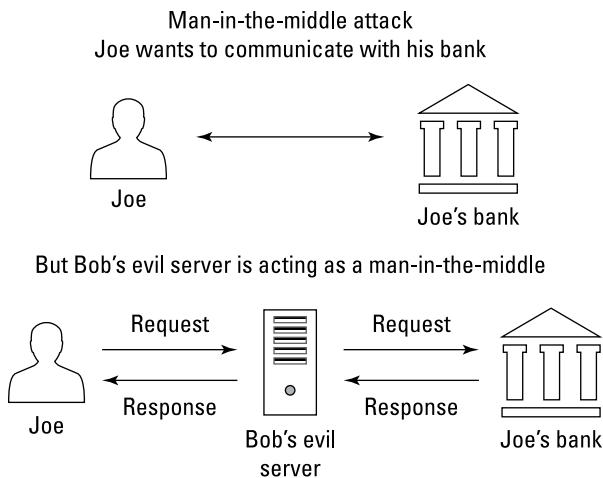 Man-in-the-middle attack
Joe wants to communicate with his bank
Joe
Joe's bank
But Bob's evil server is acting as a man-in-the-middle
Request
Request
Response
Response
Joe
Bob's evil
server
Joe's bank